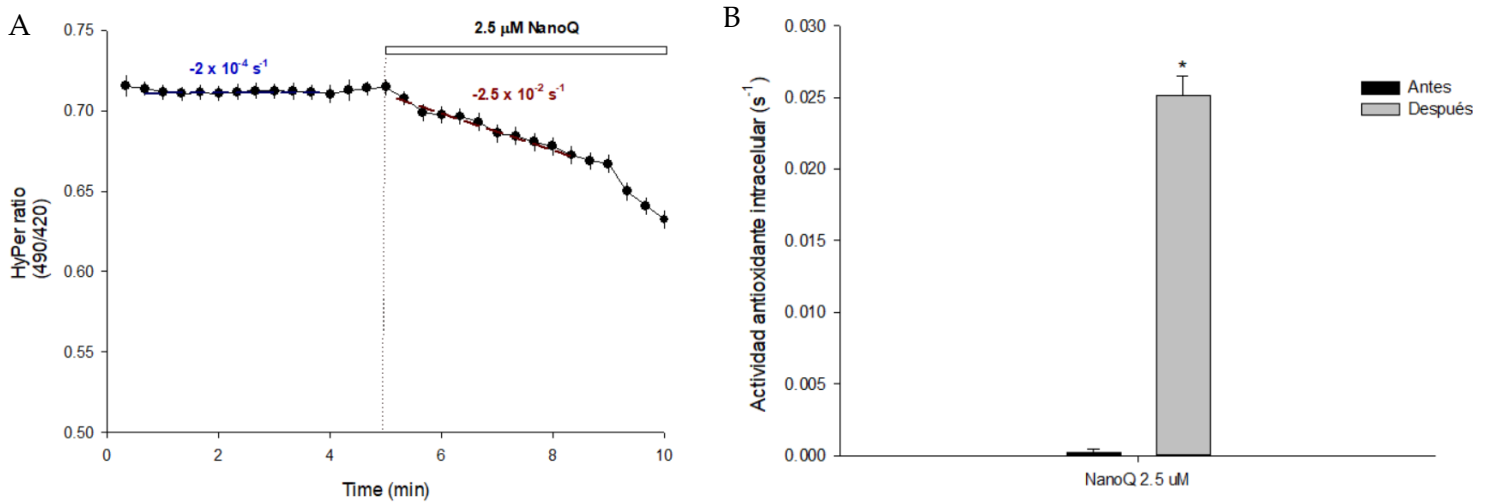 A
2.5 μM NanoQ
-2 x 10⁻⁴ s⁻¹
-2.5 x 10⁻² s⁻¹
HyPer ratio
(490/420)
0.75
0.70
0.65
0.60
0.55
0.50
0 2 4 6 8 10
Time (min)
B
Actividad antioxidante intracelular (s⁻¹)
0.030
0.025
0.020
0.015
0.010
0.005
0.000
*
Antes
Después
NanoQ 2.5 uM